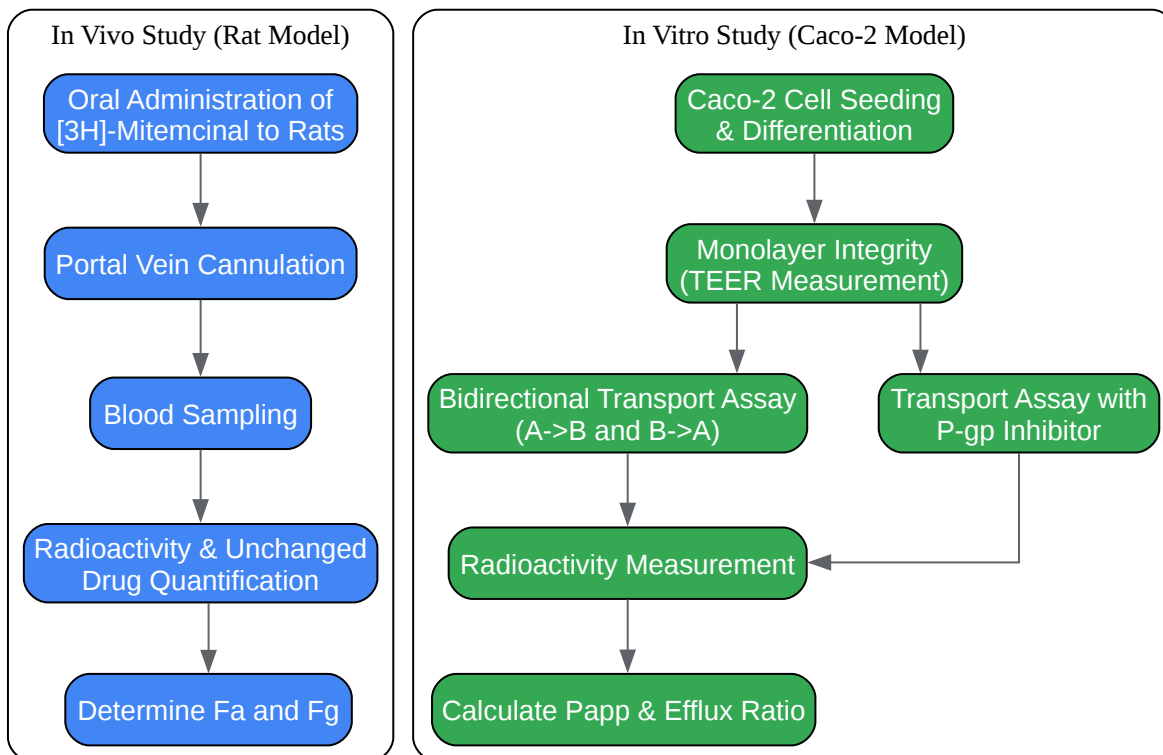 In Vivo Study (Rat Model)
Oral Administration of
[3H]-Mitemcinal to Rats
Portal Vein Cannulation
Blood Sampling
Radioactivity & Unchanged
Drug Quantification
Determine Fa and Fg
In Vitro Study (Caco-2 Model)
Caco-2 Cell Seeding
& Differentiation
Monolayer Integrity
(TEER Measurement)
Bidirectional Transport Assay
(A->B and B->A)
Transport Assay with
P-gp Inhibitor
Radioactivity Measurement
Calculate Papp & Efflux Ratio